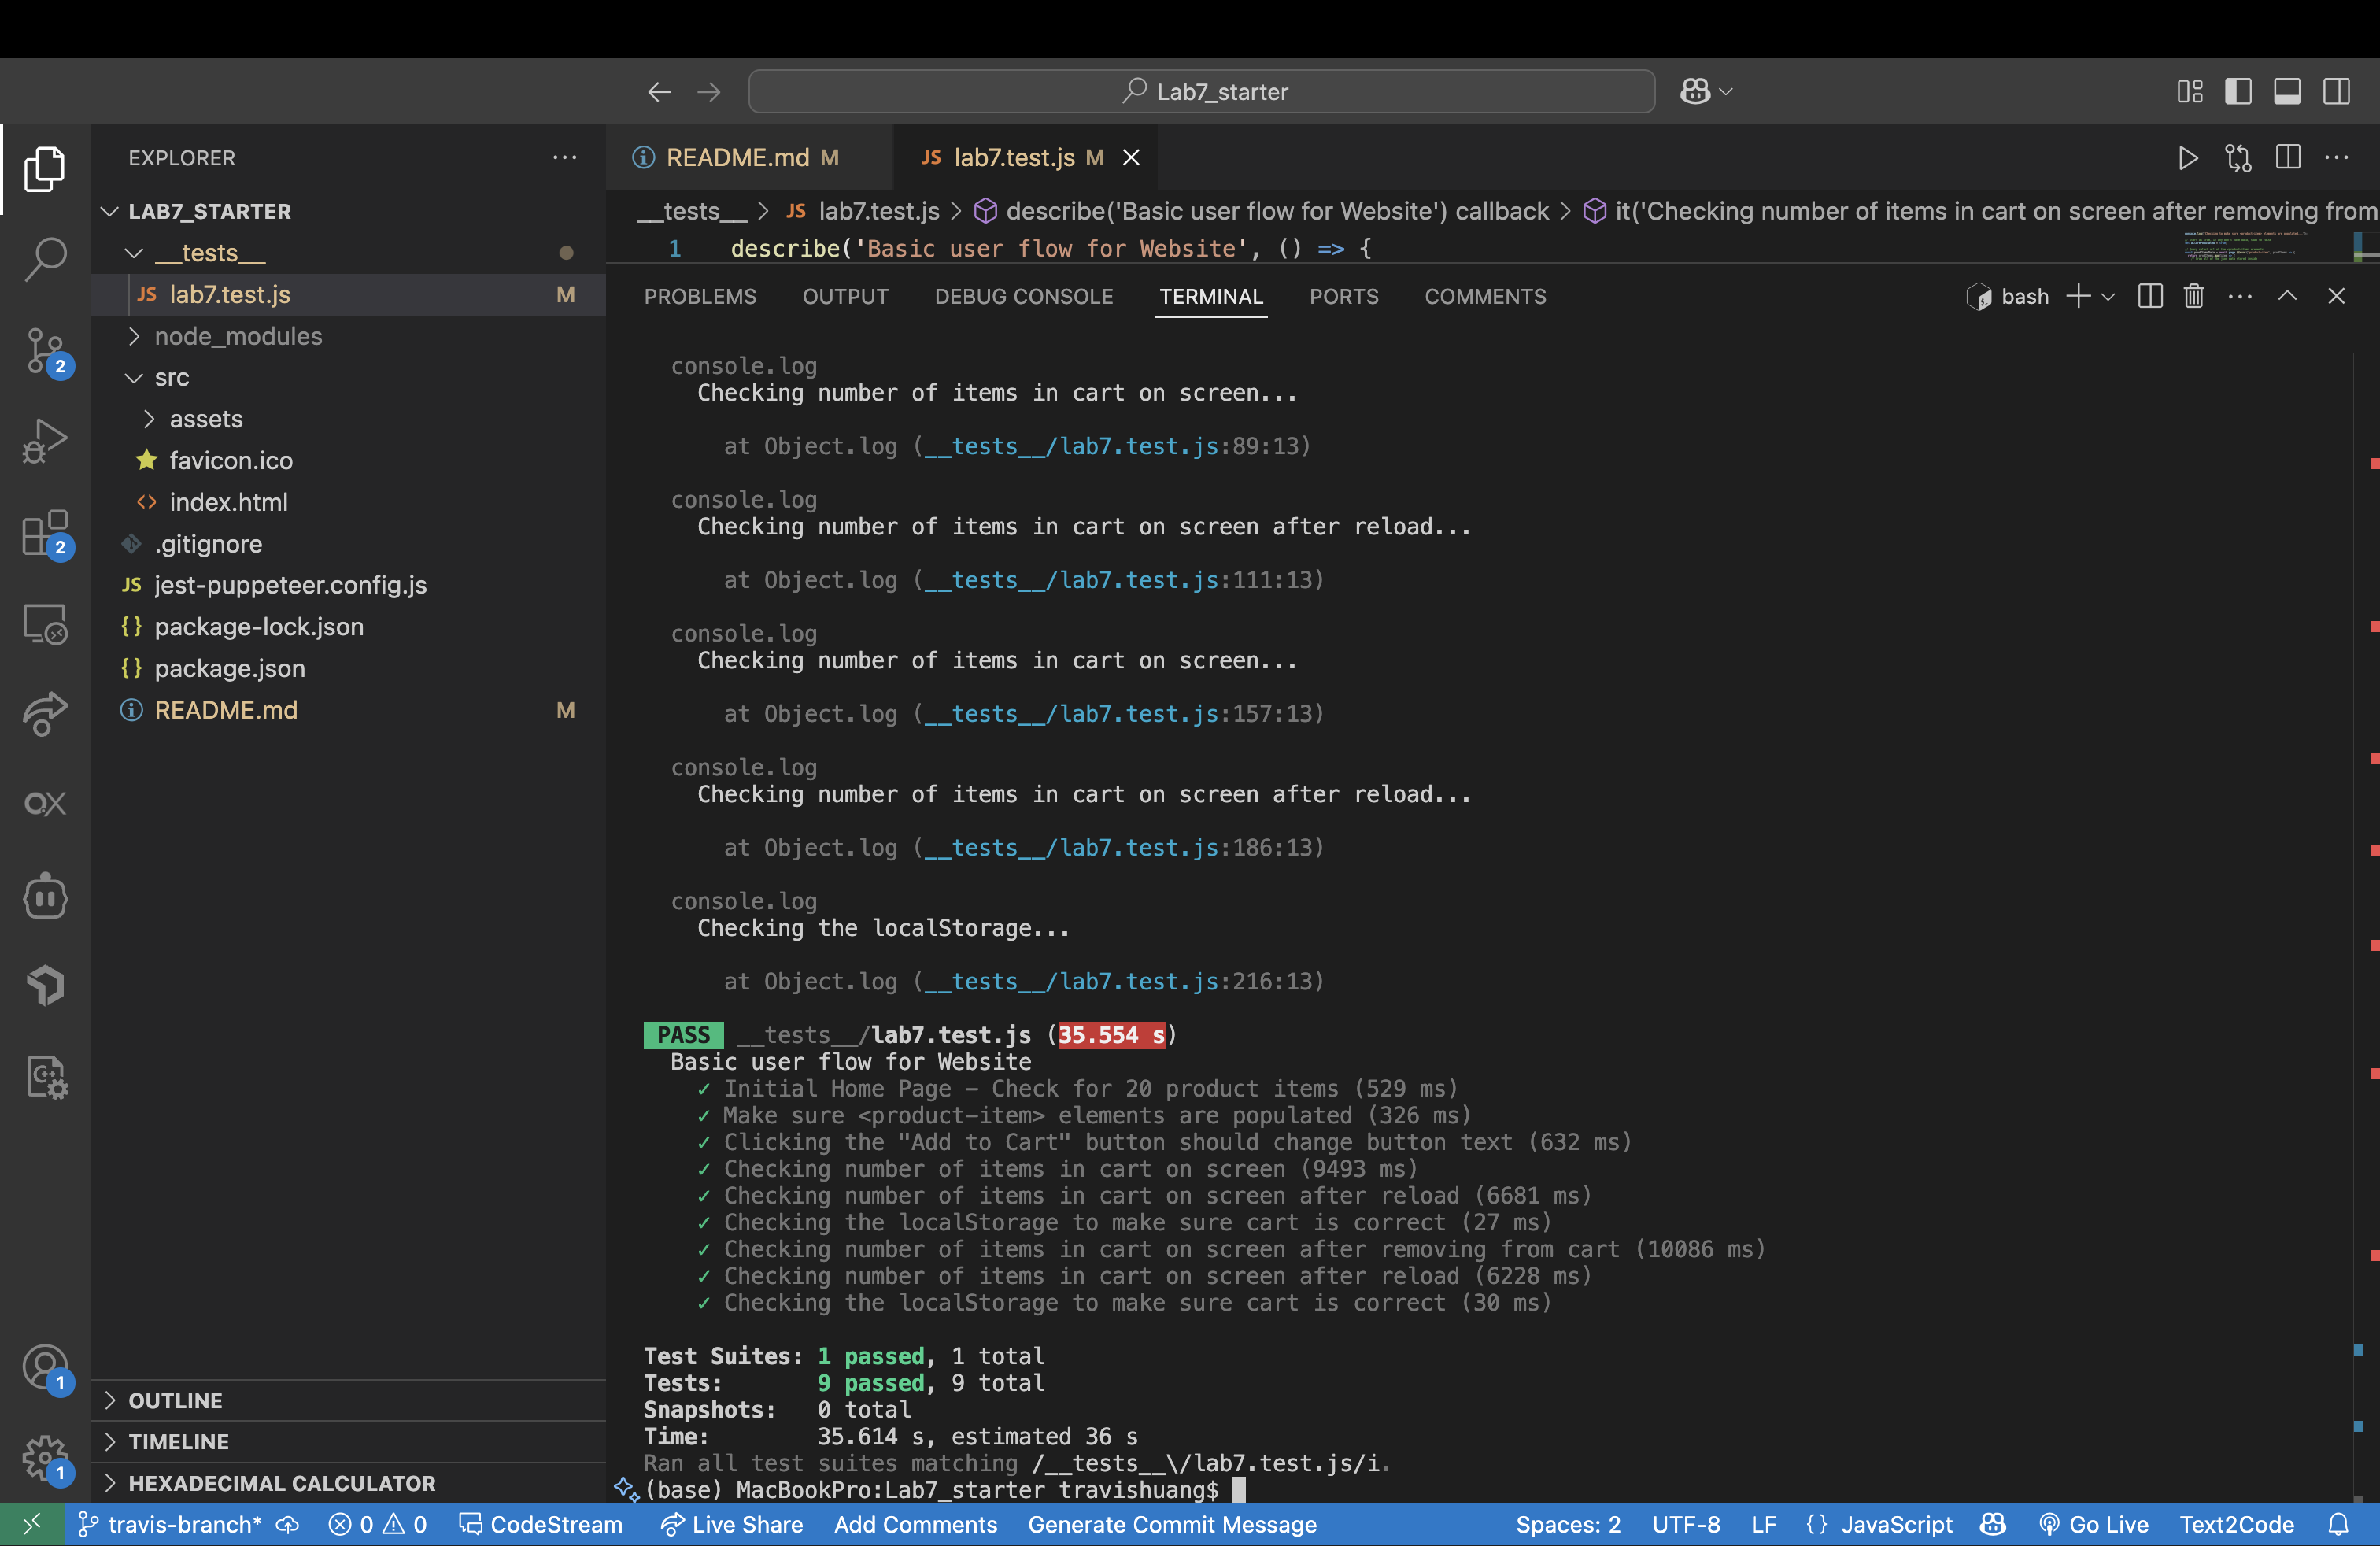 Lab7_starter
EXPLORER
LAB7_STARTER
__tests__
JS lab7.test.js M
node_modules
src
assets
favicon.ico
index.html
.gitignore
JS jest-puppeteer.config.js
{} package-lock.json
{} package.json
README.md M
OUTLINE
TIMELINE
HEXADECIMAL CALCULATOR
2
2
1
1
README.md M
JS lab7.test.js M
__tests__ > JS lab7.test.js > describe('Basic user flow for Website') callback > it('Checking number of items in cart on screen after removing from
1 describe('Basic user flow for Website', () => {
PROBLEMS OUTPUT DEBUG CONSOLE TERMINAL PORTS COMMENTS
bash
console.log
Checking number of items in cart on screen...
at Object.log (__tests__/lab7.test.js:89:13)
console.log
Checking number of items in cart on screen after reload...
at Object.log (__tests__/lab7.test.js:111:13)
console.log
Checking number of items in cart on screen...
at Object.log (__tests__/lab7.test.js:157:13)
console.log
Checking number of items in cart on screen after reload...
at Object.log (__tests__/lab7.test.js:186:13)
console.log
Checking the localStorage...
at Object.log (__tests__/lab7.test.js:216:13)
PASS __tests__/lab7.test.js (35.554 s)
Basic user flow for Website
✓ Initial Home Page – Check for 20 product items (529 ms)
✓ Make sure <product-item> elements are populated (326 ms)
✓ Clicking the "Add to Cart" button should change button text (632 ms)
✓ Checking number of items in cart on screen (9493 ms)
✓ Checking number of items in cart on screen after reload (6681 ms)
✓ Checking the localStorage to make sure cart is correct (27 ms)
✓ Checking number of items in cart on screen after removing from cart (10086 ms)
✓ Checking number of items in cart on screen after reload (6228 ms)
✓ Checking the localStorage to make sure cart is correct (30 ms)
Test Suites: 1 passed, 1 total
Tests: 9 passed, 9 total
Snapshots: 0 total
Time: 35.614 s, estimated 36 s
Ran all test suites matching /__tests__\/lab7.test.js/i.
(base) MacBookPro:Lab7_starter travishuang$
travis-branch* 0 0 CodeStream Live Share Add Comments Generate Commit Message Spaces: 2 UTF-8 LF {} JavaScript Go Live Text2Code